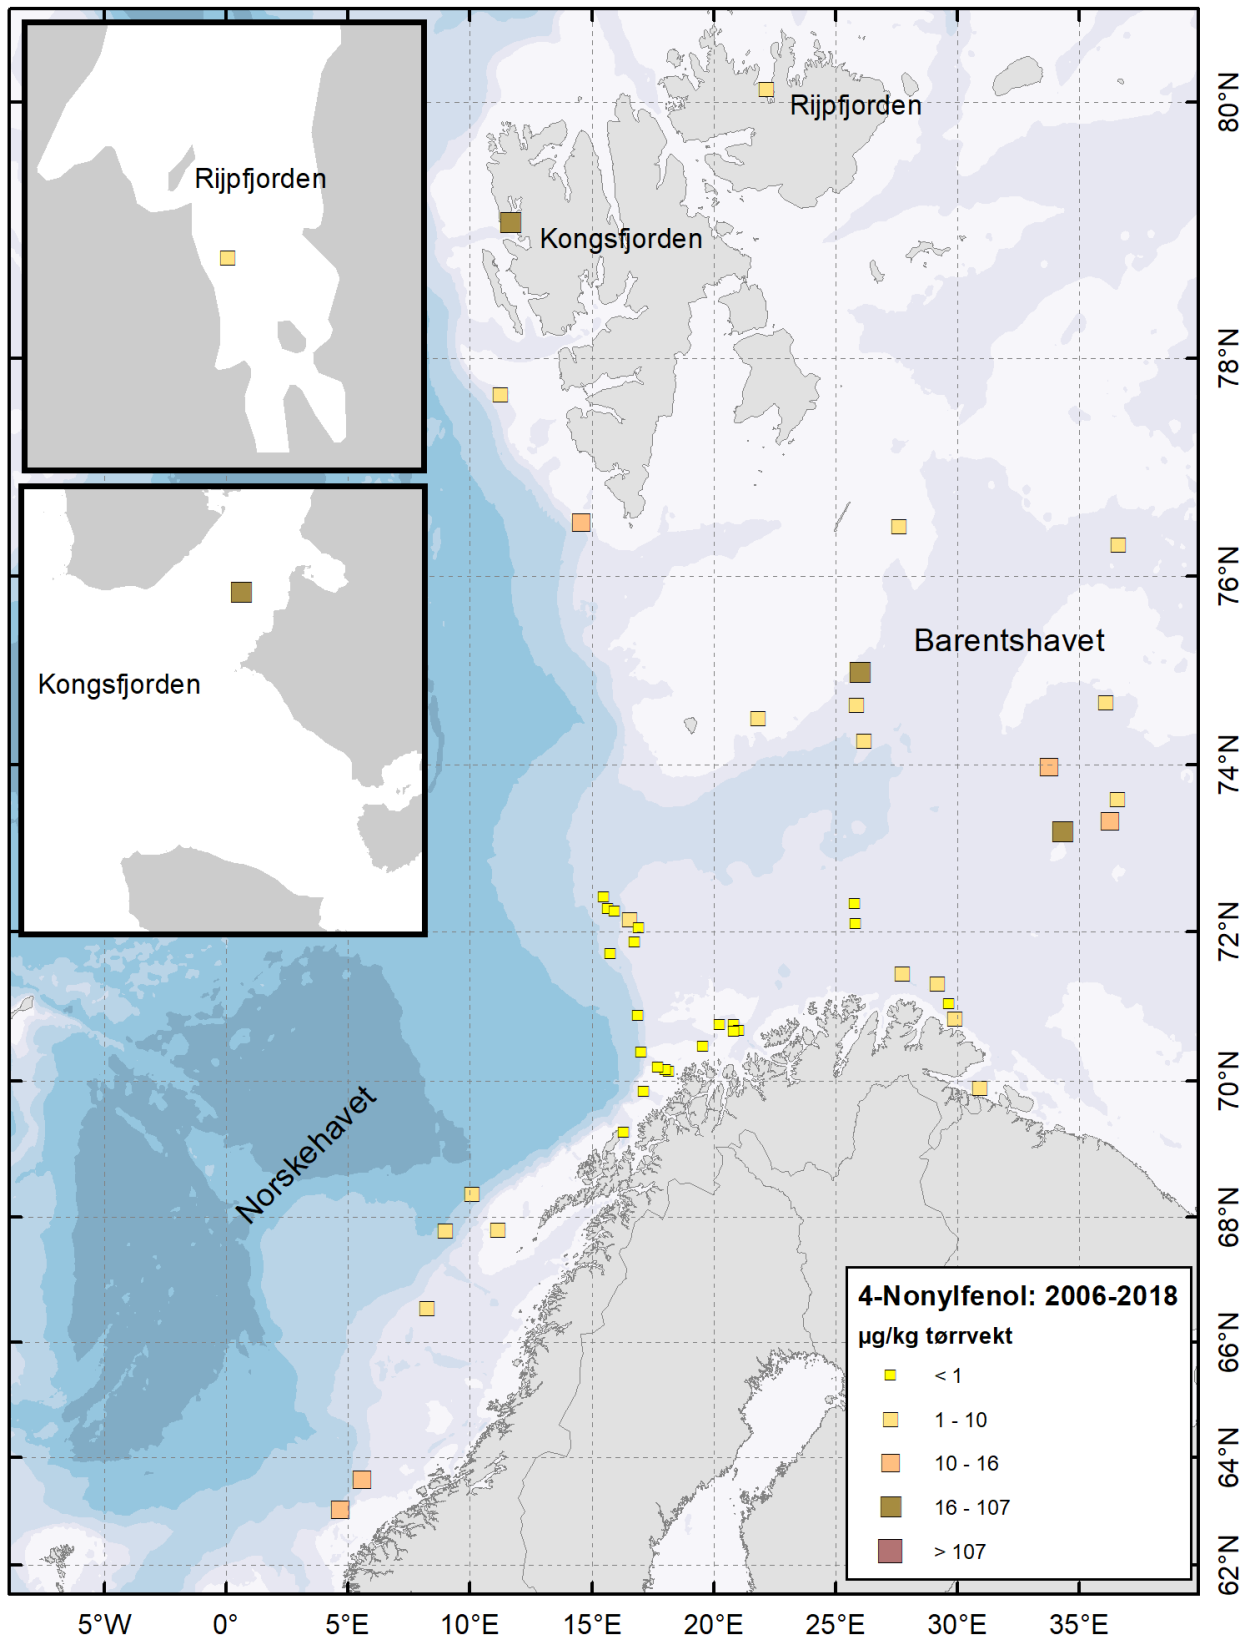 Rijpfjorden
Kongsfjorden
Rijpfjorden
Kongsfjorden
Barentshavet
Norskehavet
80°N
78°N
76°N
74°N
72°N
70°N
68°N
66°N
64°N
62°N
4-Nonylfenol: 2006-2018
µg/kg tørrvekt
< 1
1 - 10
10 - 16
16 - 107
> 107
5°W 0° 5°E 10°E 15°E 20°E 25°E 30°E 35°E